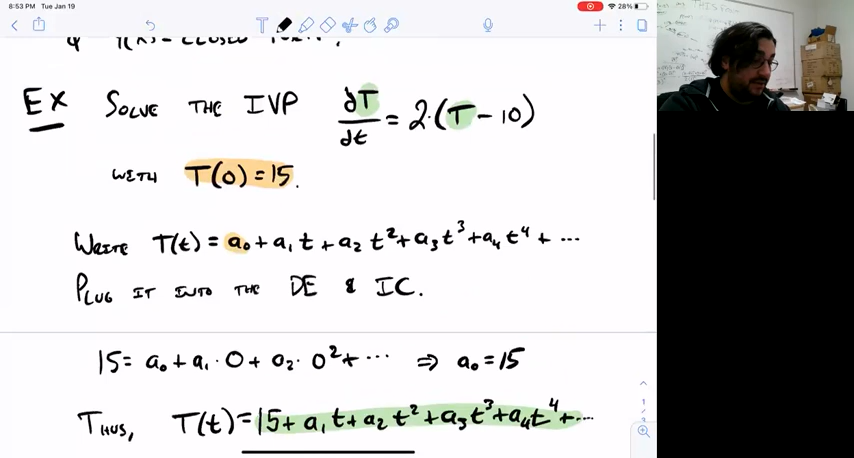 8:53 PM Tue Jan 19
28%
EX SOLVE THE IVP dT/dt = 2·(T - 10)
WITH T(0) = 15.
WRITE T(t) = a₀ + a₁t + a₂t² + a₃t³ + a₄t⁴ + ···
PLUG IT INTO THE DE & IC.
15 = a₀ + a₁·0 + a₂·0² + ··· ⇒ a₀ = 15
THUS, T(t) = 15 + a₁t + a₂t² + a₃t³ + a₄t⁴ + ···